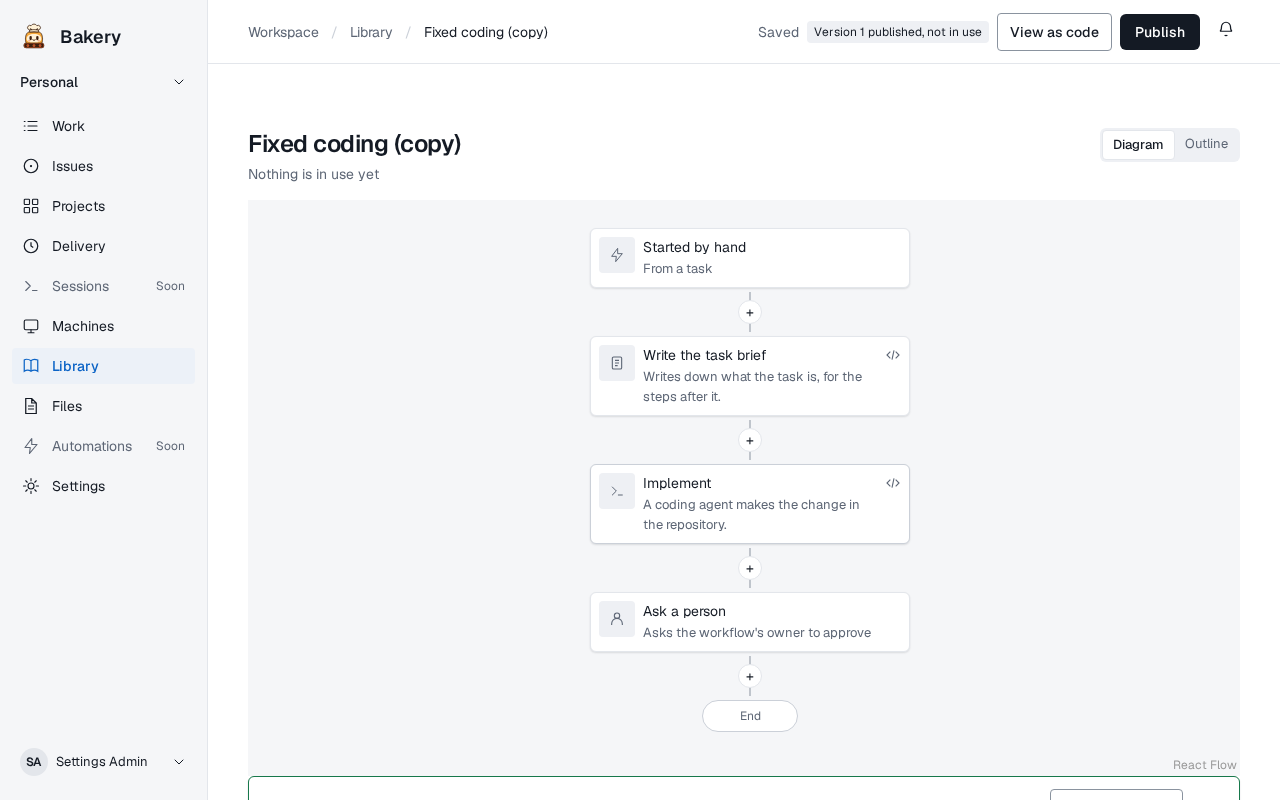 Bakery
Personal
Work
Issues
Projects
Delivery
Sessions Soon
Machines
Library
Files
Automations Soon
Settings
SA Settings Admin
Workspace / Library / Fixed coding (copy)
Saved Version 1 published, not in use View as code Publish
Fixed coding (copy)
Nothing is in use yet
Diagram Outline
Started by hand
From a task
+
Write the task brief
Writes down what the task is, for the
steps after it.
+
Implement
A coding agent makes the change in
the repository.
+
Ask a person
Asks the workflow's owner to approve
+
End
React Flow